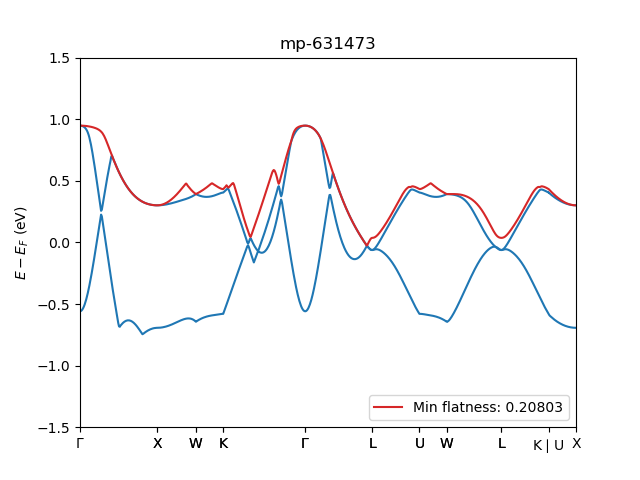 mp-631473
E − E_F (eV)
1.5
1.0
0.5
0.0
−0.5
−1.0
−1.5
Min flatness: 0.20803
Γ X W K Γ L U W L K | U X